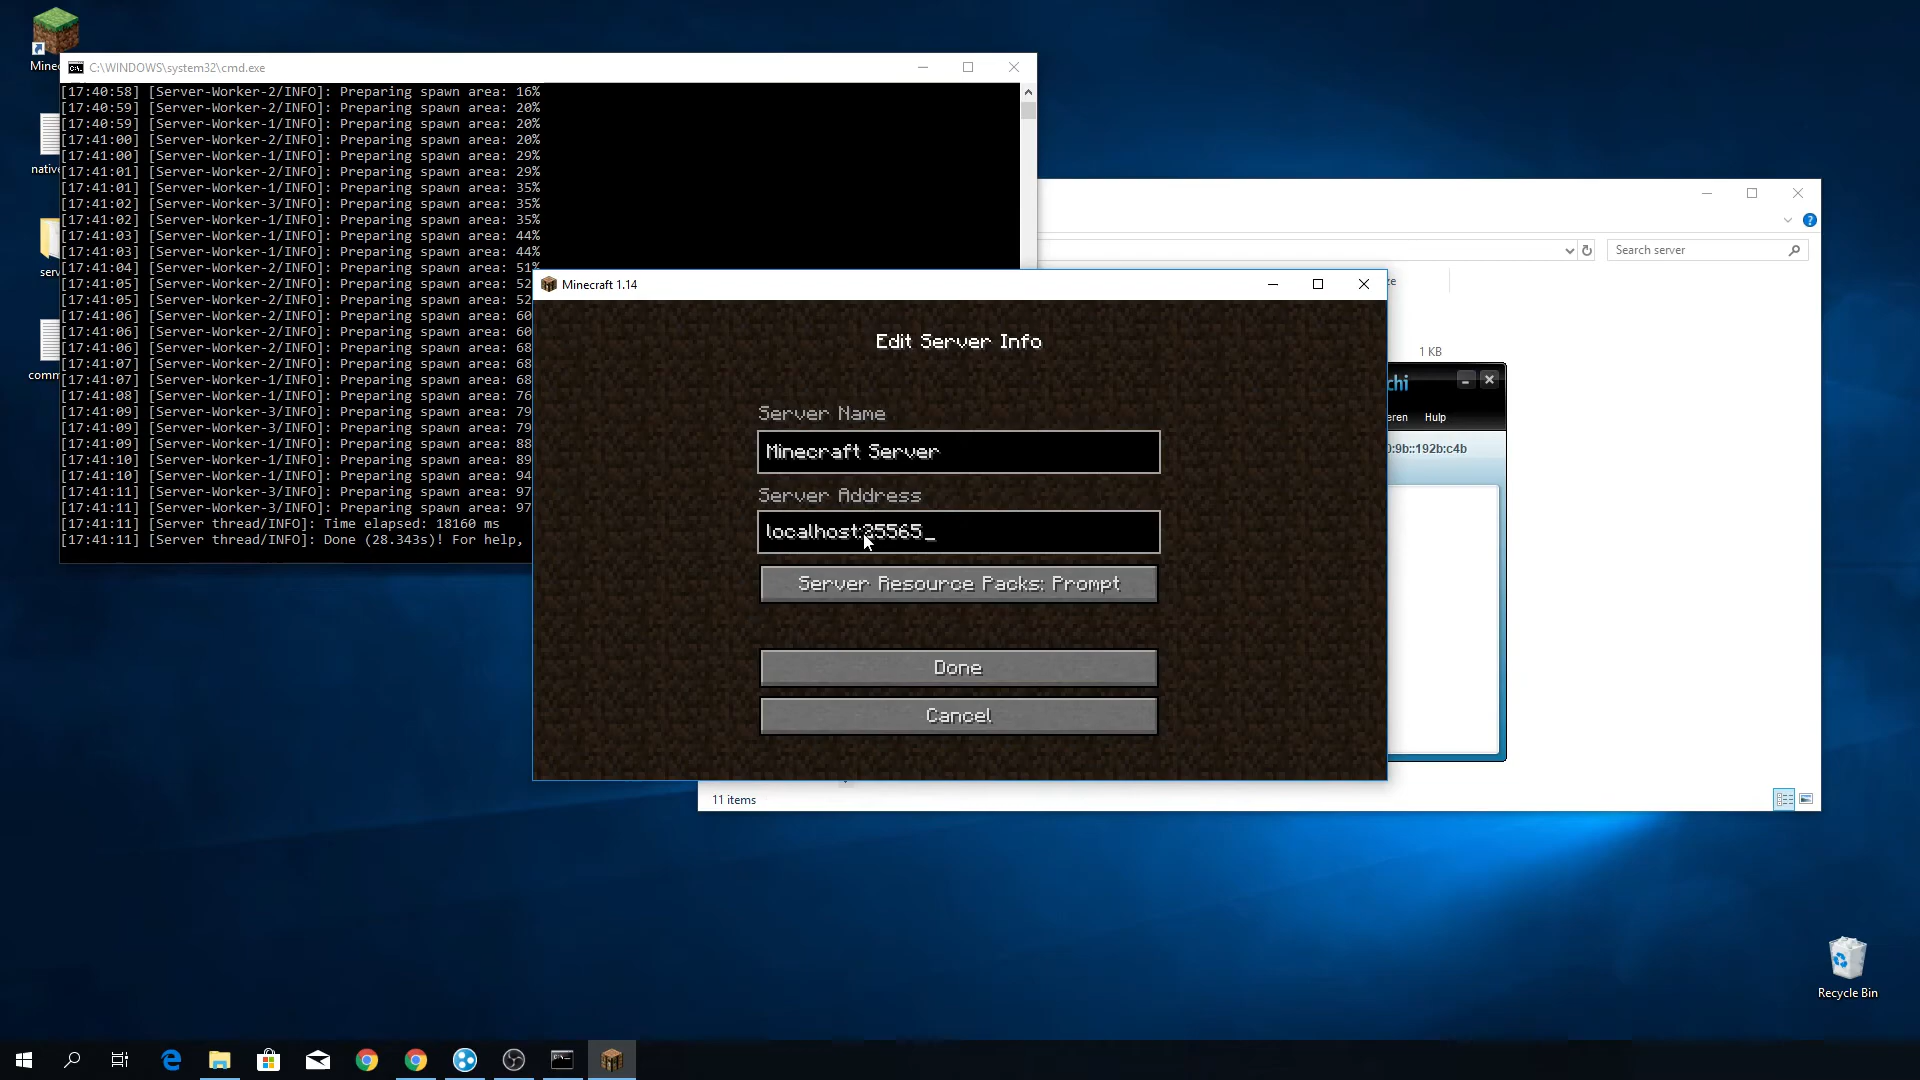 Minec
native
serv
comm
C:\WINDOWS\system32\cmd.exe
[17:40:58] [Server-Worker-2/INFO]: Preparing spawn area: 16%
[17:40:59] [Server-Worker-2/INFO]: Preparing spawn area: 20%
[17:40:59] [Server-Worker-1/INFO]: Preparing spawn area: 20%
[17:41:00] [Server-Worker-2/INFO]: Preparing spawn area: 20%
[17:41:00] [Server-Worker-1/INFO]: Preparing spawn area: 29%
[17:41:01] [Server-Worker-2/INFO]: Preparing spawn area: 29%
[17:41:01] [Server-Worker-1/INFO]: Preparing spawn area: 35%
[17:41:02] [Server-Worker-3/INFO]: Preparing spawn area: 35%
[17:41:02] [Server-Worker-1/INFO]: Preparing spawn area: 35%
[17:41:03] [Server-Worker-1/INFO]: Preparing spawn area: 44%
[17:41:03] [Server-Worker-1/INFO]: Preparing spawn area: 44%
[17:41:04] [Server-Worker-2/INFO]: Preparing spawn area: 51%
[17:41:05] [Server-Worker-2/INFO]: Preparing spawn area: 52
[17:41:05] [Server-Worker-2/INFO]: Preparing spawn area: 52
[17:41:06] [Server-Worker-2/INFO]: Preparing spawn area: 60
[17:41:06] [Server-Worker-2/INFO]: Preparing spawn area: 60
[17:41:06] [Server-Worker-2/INFO]: Preparing spawn area: 68
[17:41:07] [Server-Worker-2/INFO]: Preparing spawn area: 68
[17:41:07] [Server-Worker-1/INFO]: Preparing spawn area: 68
[17:41:08] [Server-Worker-1/INFO]: Preparing spawn area: 76
[17:41:09] [Server-Worker-3/INFO]: Preparing spawn area: 79
[17:41:09] [Server-Worker-3/INFO]: Preparing spawn area: 79
[17:41:09] [Server-Worker-1/INFO]: Preparing spawn area: 88
[17:41:10] [Server-Worker-1/INFO]: Preparing spawn area: 89
[17:41:10] [Server-Worker-1/INFO]: Preparing spawn area: 94
[17:41:11] [Server-Worker-3/INFO]: Preparing spawn area: 97
[17:41:11] [Server-Worker-3/INFO]: Preparing spawn area: 97
[17:41:11] [Server thread/INFO]: Time elapsed: 18160 ms
[17:41:11] [Server thread/INFO]: Done (28.343s)! For help,
Minecraft 1.14
Edit Server Info
Server Name
Minecraft Server
Server Address
localhost:25565_
Server Resource Packs: Prompt
Done
Cancel
Search server
ze
1 KB
chi
eren Hulp
0:9b::192b:c4b
11 items
Recycle Bin